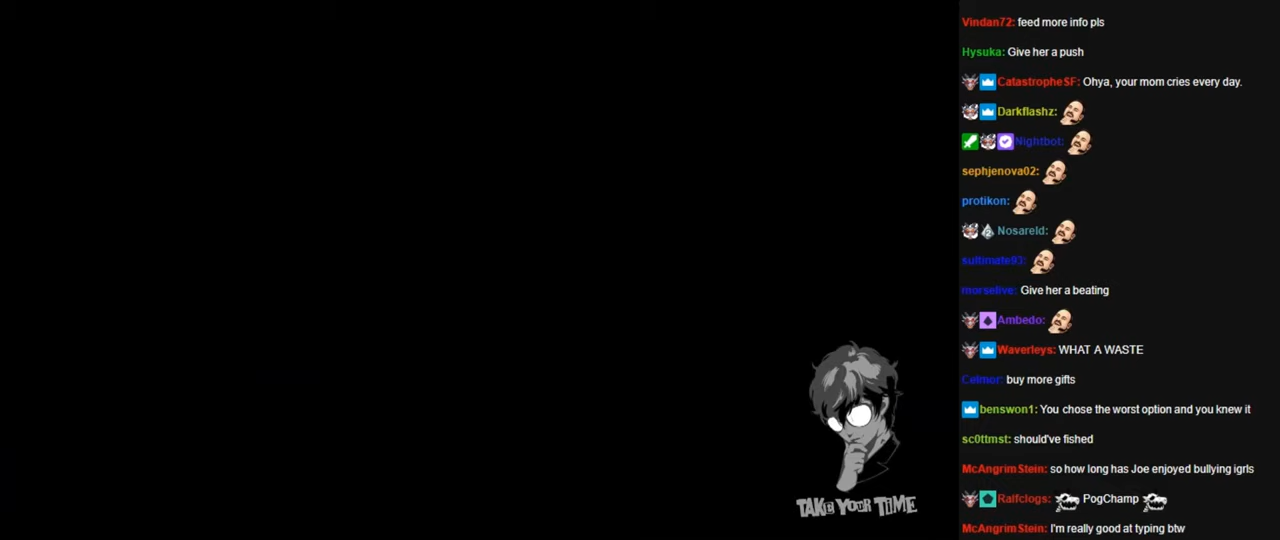 Vindan72: feed more info pls
Hysuka: Give her a push
CatastropheSF: Ohya, your mom cries every day.
Darkflashz:
Nightbot:
sephjenova02:
protikon:
Nosareld:
sultimate93:
morselive: Give her a beating
Ambedo:
Waverleys: WHAT A WASTE
Celmer: buy more gifts
benswon1: You chose the worst option and you knew it
sc0ttmst: should've fished
McAngrimStein: so how long has Joe enjoyed bullying igrls
Ralfclogs: PogChamp
TAKE YOUR TIME
McAngrimStein: I'm really good at typing btw